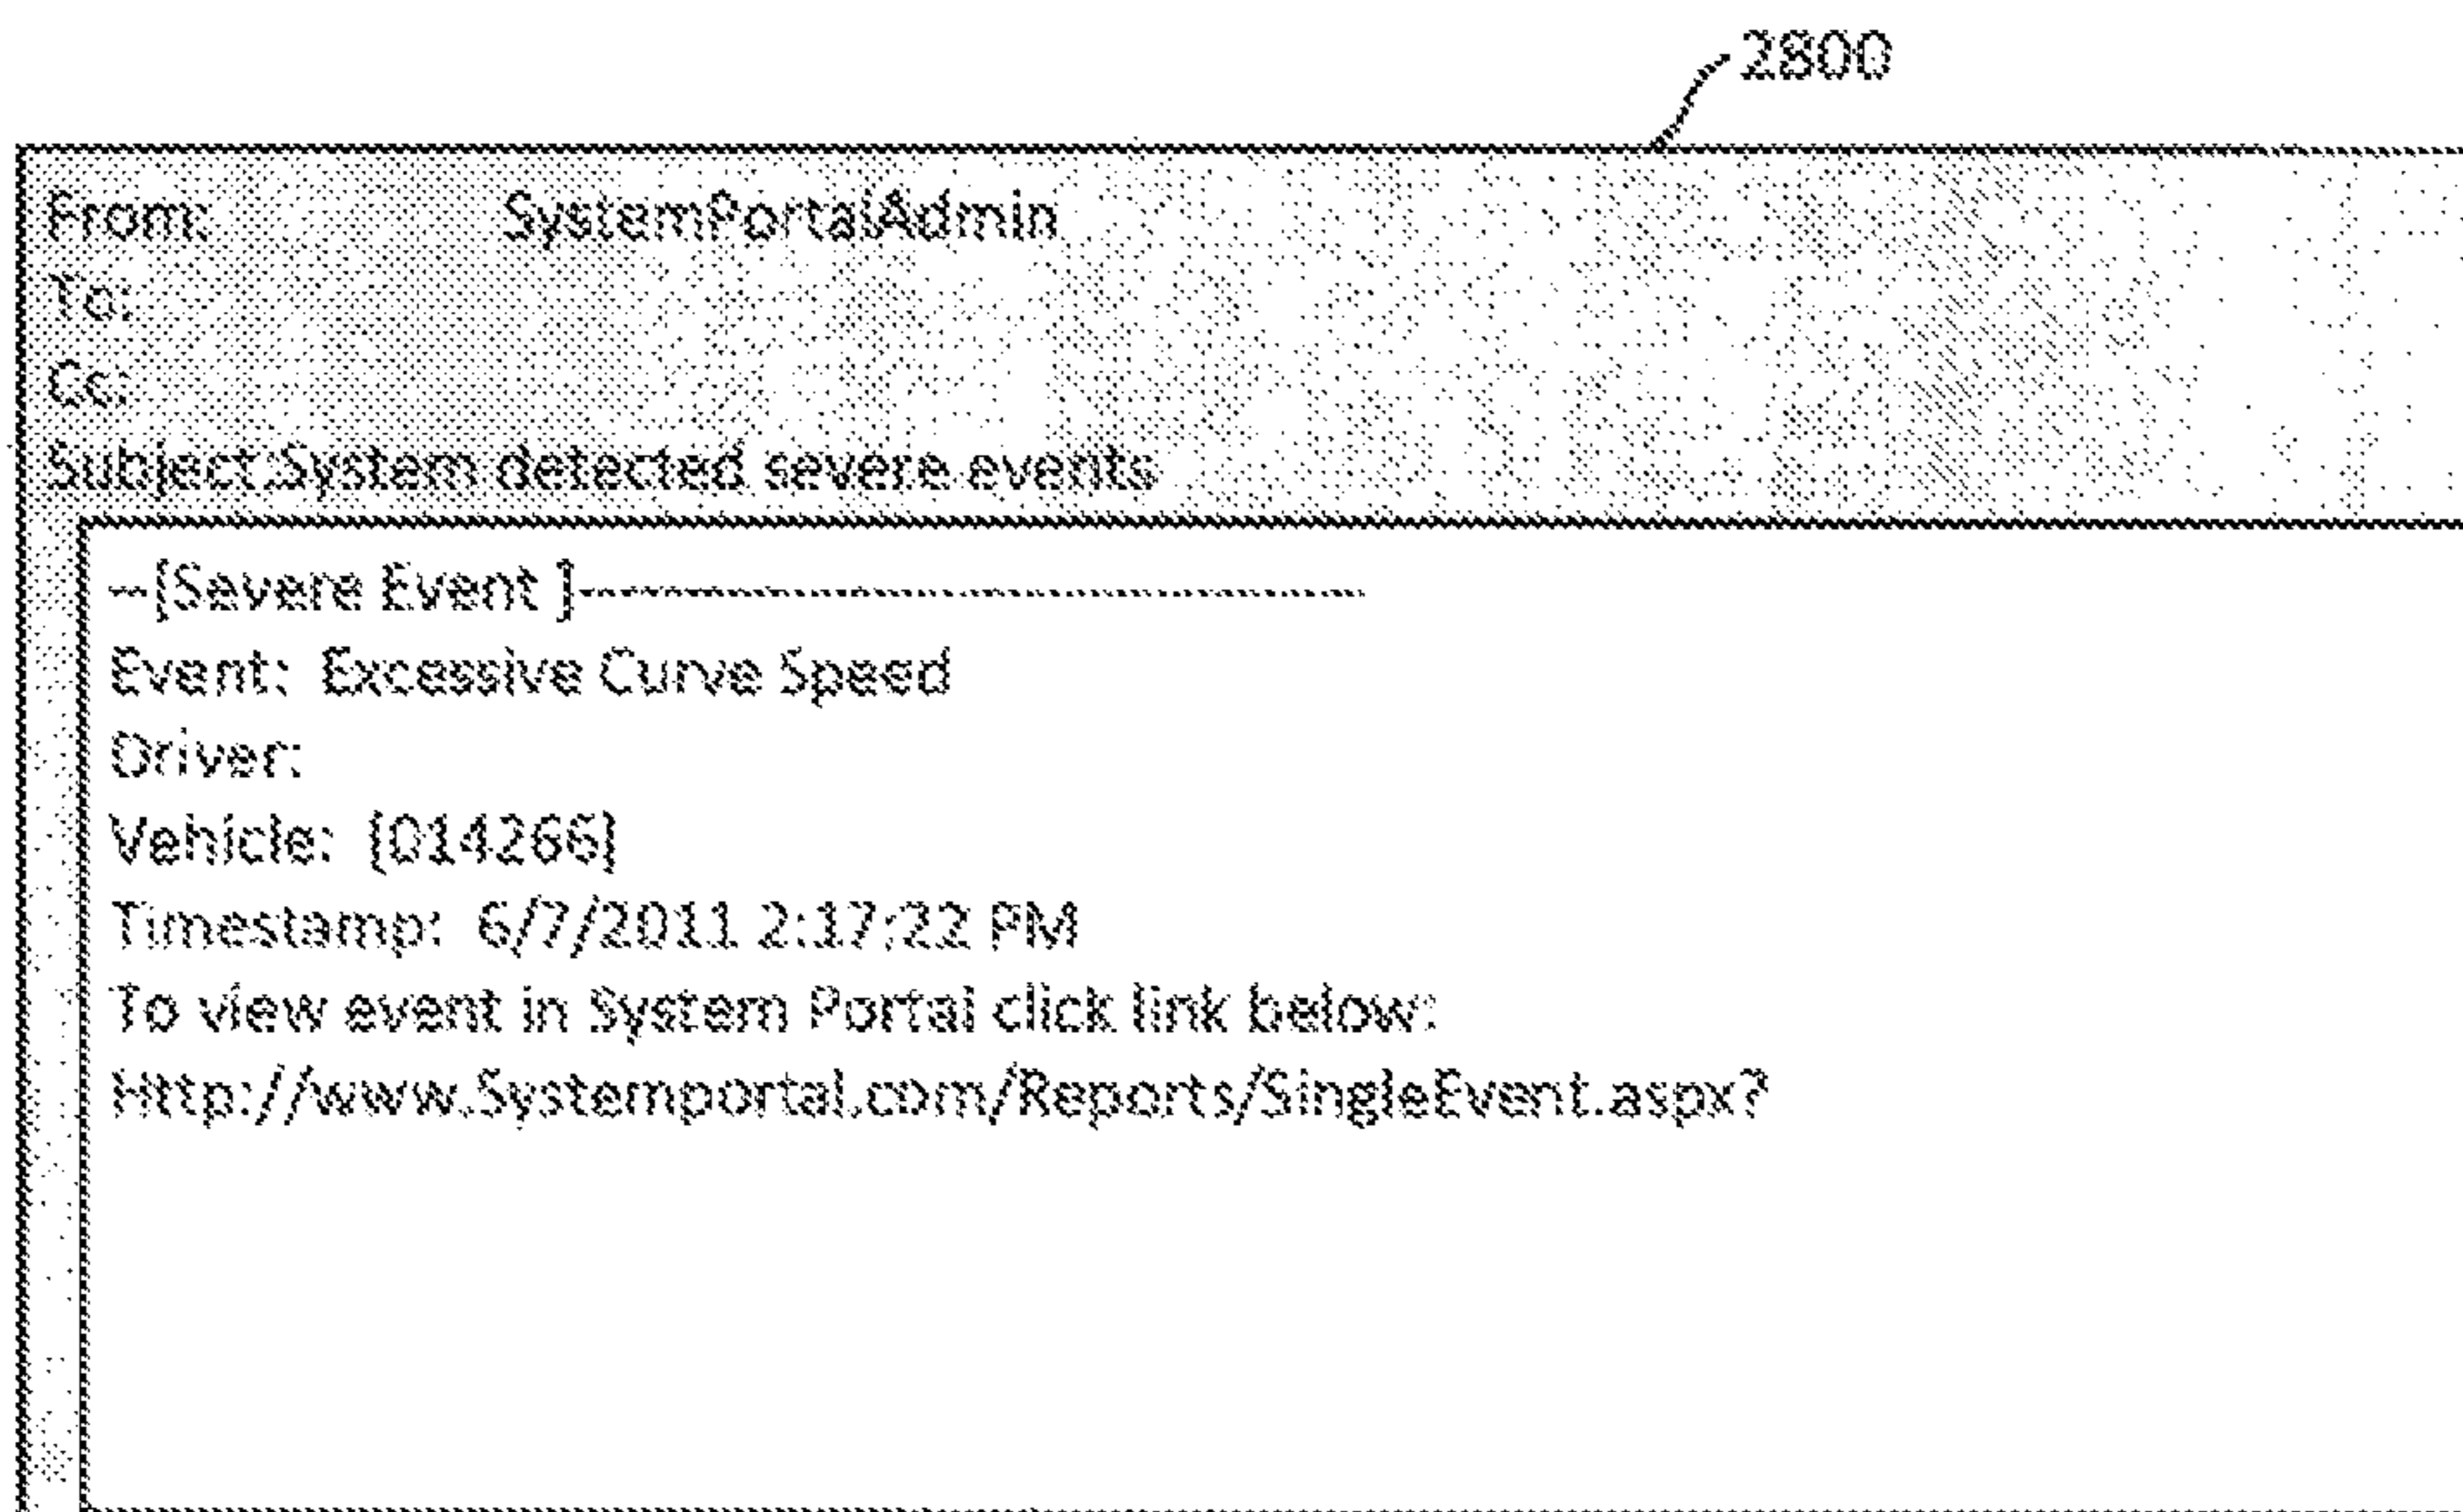 2800
From: SystemPortalAdmin
To:
Cc:
Subject:System detected severe events
--[Severe Event ]--------------------------------------------------
Event: Excessive Curve Speed
Driver:
Vehicle: [014266]
Timestamp: 6/7/2011 2:17:22 PM
To view event in System Portal click link below:
Http://www.Systemportal.com/Reports/SingleEvent.aspx?